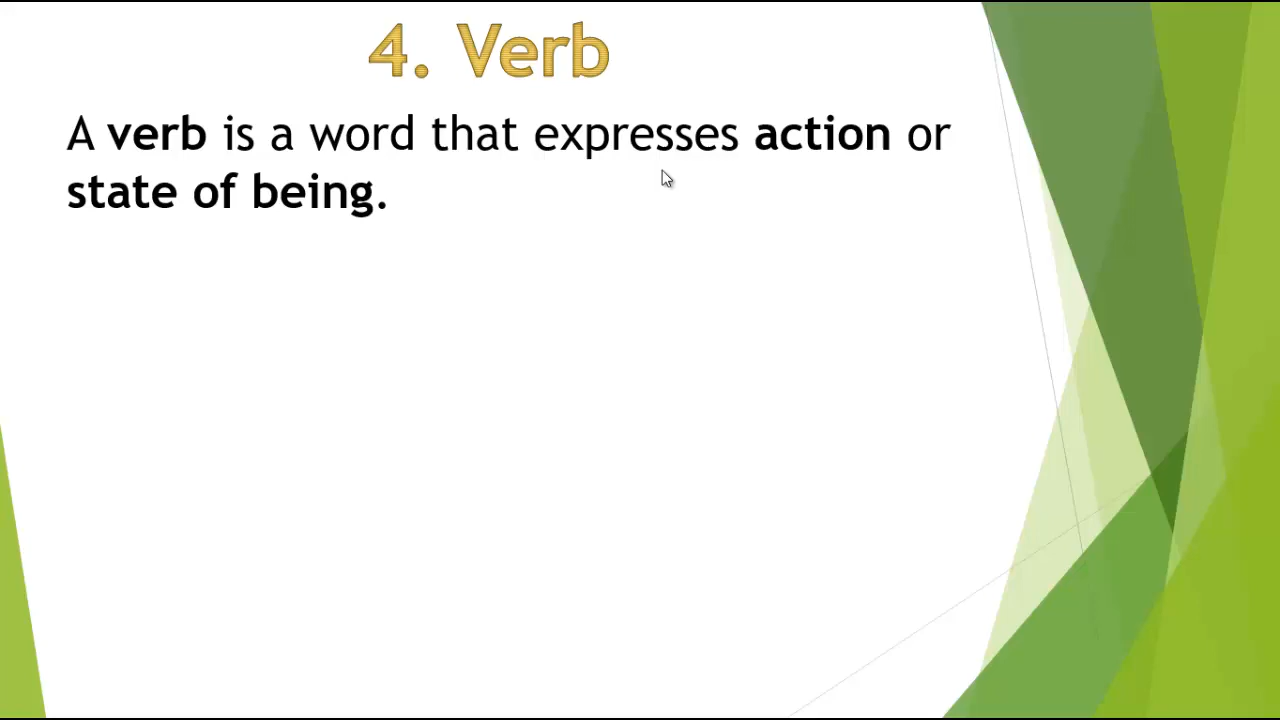 4. Verb
A verb is a word that expresses action or
state of being.